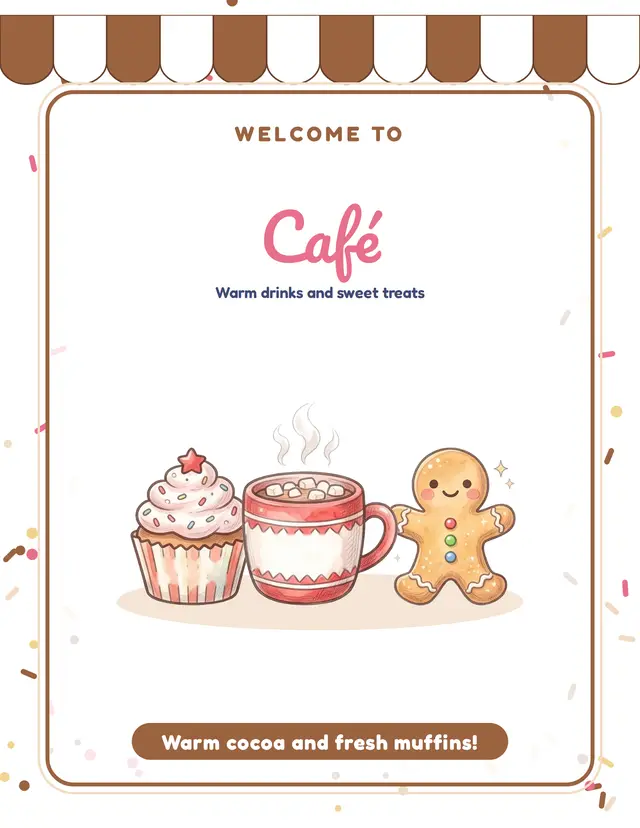 WELCOME TO
Café
Warm drinks and sweet treats
Warm cocoa and fresh muffins!